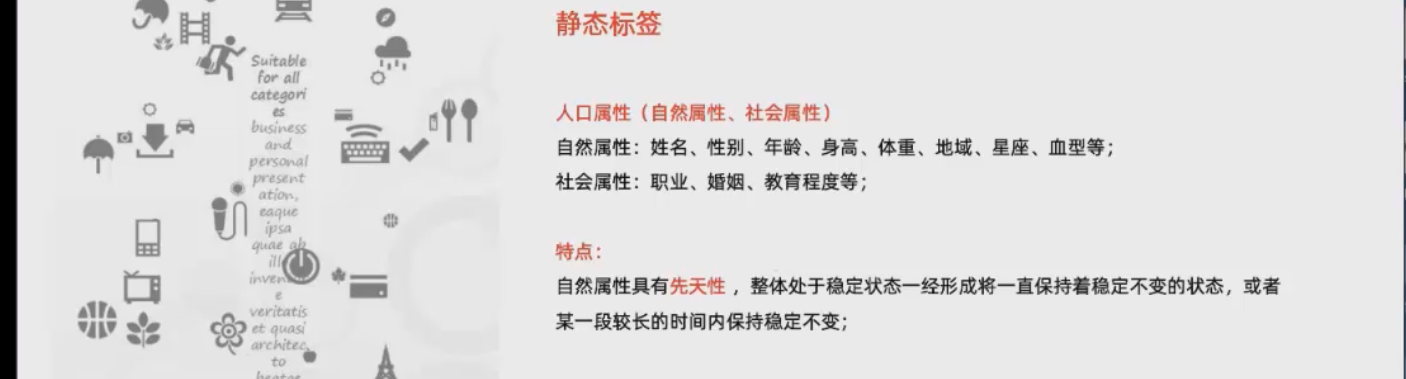 静态标签
人口属性（自然属性、社会属性）
自然属性：姓名、性别、年龄、身高、体重、地域、星座、血型等；
社会属性：职业、婚姻、教育程度等；
特点：
自然属性具有先天性，整体处于稳定状态一经形成将一直保持着稳定不变的状态，或者
某一段较长的时间内保持稳定不变；
Suitable
for all
categori
es
business
and
personal
present
ation,
eaque
ipsa
quae ab
e
veritatis
et quasi
architec
to